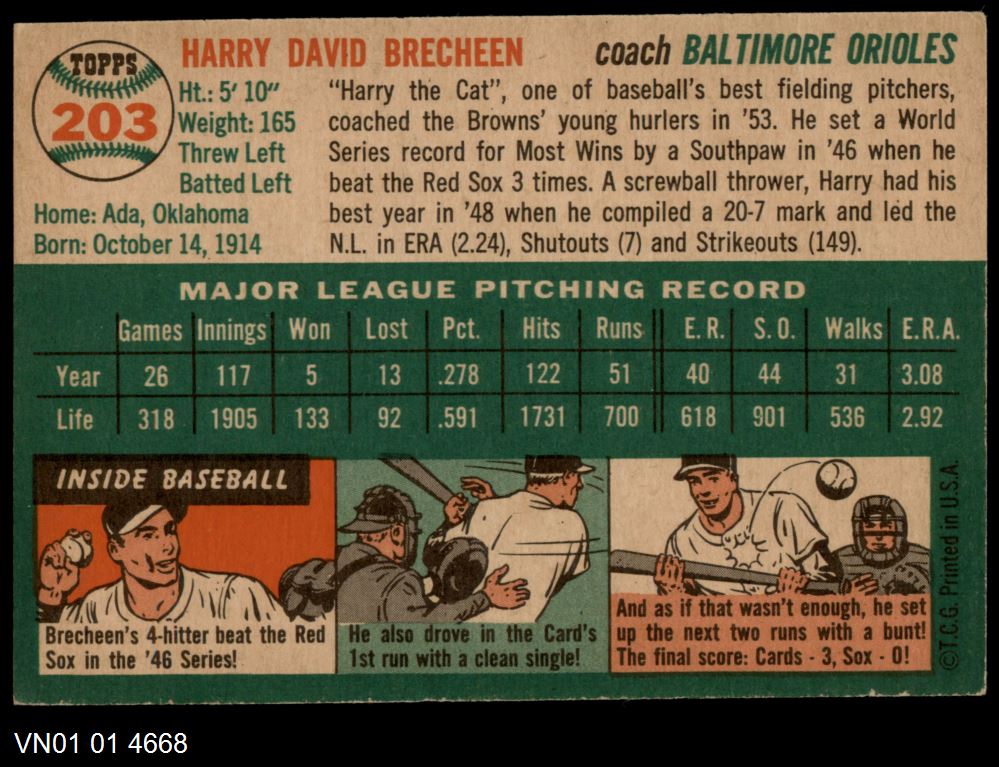 TOPPS
203
HARRY DAVID BRECHEEN
coach BALTIMORE ORIOLES
Ht.: 5' 10"
Weight: 165
Threw Left
Batted Left
Home: Ada, Oklahoma
Born: October 14, 1914
"Harry the Cat", one of baseball's best fielding pitchers,
coached the Browns' young hurlers in '53. He set a World
Series record for Most Wins by a Southpaw in '46 when he
beat the Red Sox 3 times. A screwball thrower, Harry had his
best year in '48 when he compiled a 20-7 mark and led the
N.L. in ERA (2.24), Shutouts (7) and Strikeouts (149).
MAJOR LEAGUE PITCHING RECORD
Games Innings Won Lost Pct. Hits Runs E.R. S.O. Walks E.R.A.
Year 26 117 5 13 .278 122 51 40 44 31 3.08
Life 318 1905 133 92 .591 1731 700 618 901 536 2.92
INSIDE BASEBALL
Brecheen's 4-hitter beat the Red
Sox in the '46 Series!
He also drove in the Card's
1st run with a clean single!
And as if that wasn't enough, he set
up the next two runs with a bunt!
The final score: Cards - 3, Sox - 0!
©T.C.G. Printed in U.S.A.
VN01 01 4668